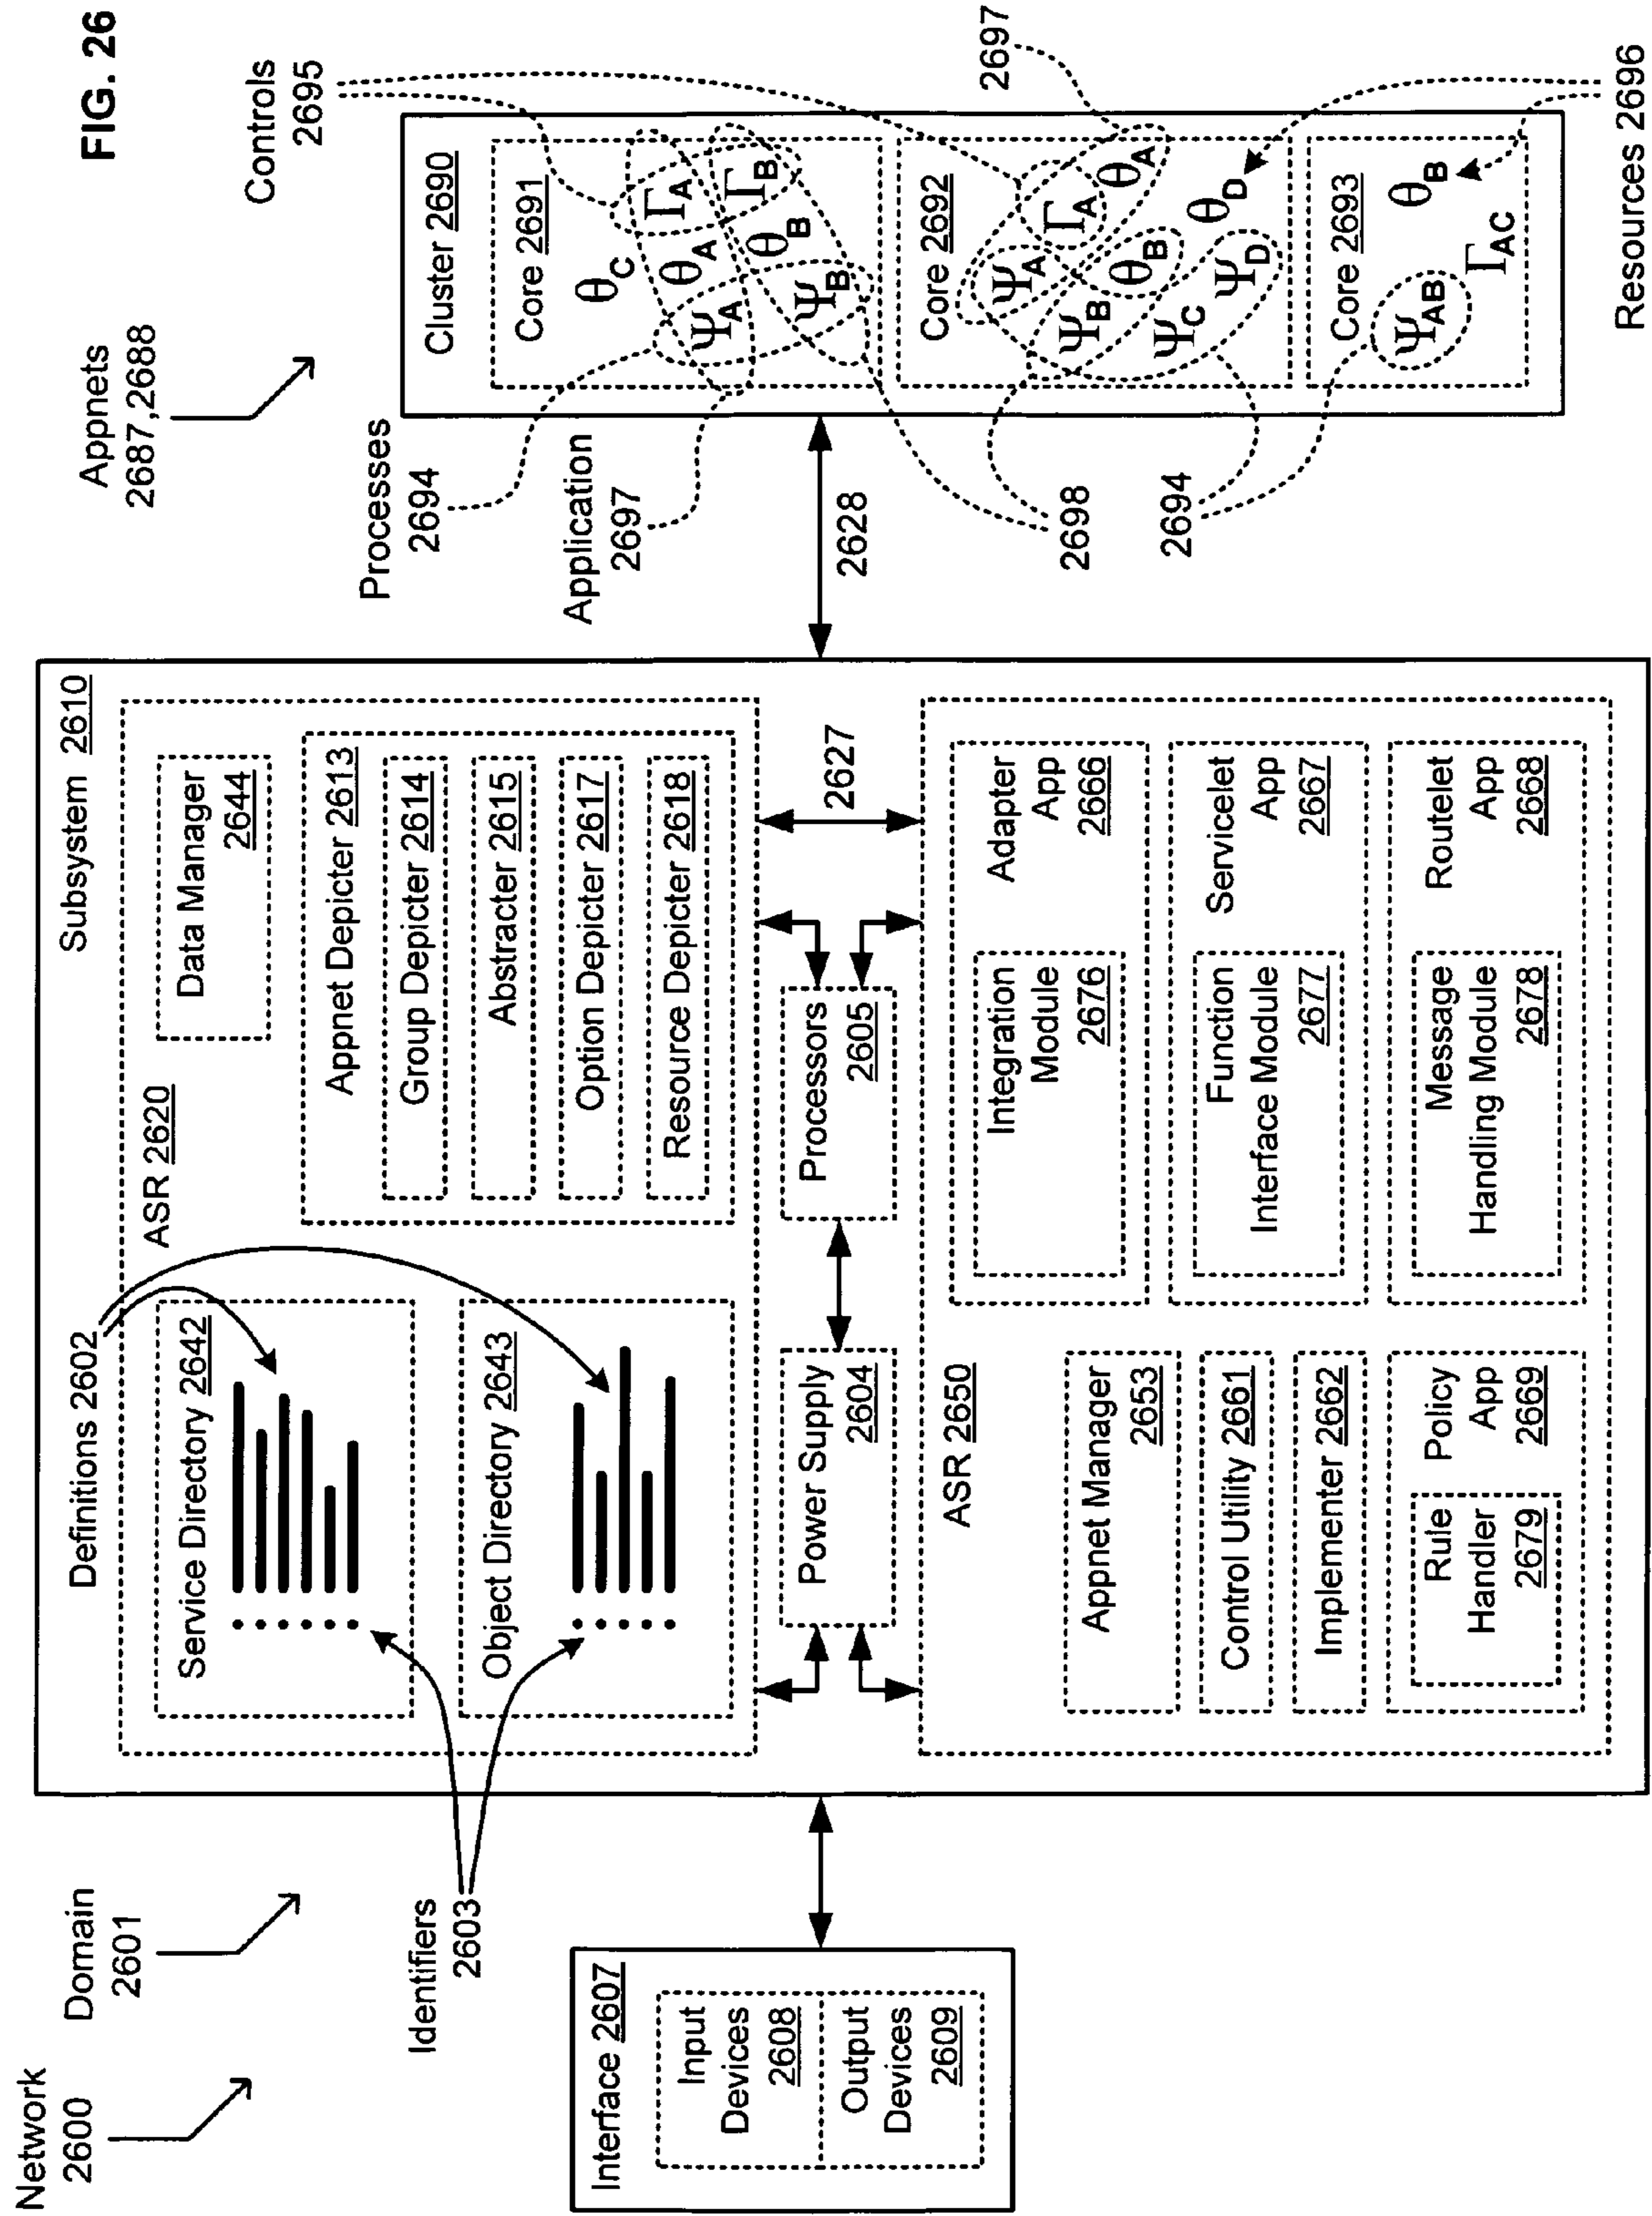 FIG. 26
Network
2600
Domain
2601
Appnets
2687,2688
Interface 2607
Input
Devices
2608
Output
Devices
2609
Identifiers
2603
Definitions 2602
Subsystem 2610
ASR 2620
Service Directory 2642
Object Directory 2643
Data Manager
2644
Appnet Depicter 2613
Group Depicter 2614
Abstracter 2615
Option Depicter 2617
Resource Depicter 2618
Power Supply
2604
Processors
2605
2627
ASR 2650
Appnet Manager
2653
Control Utility 2661
Implementer 2662
Policy
App
2669
Rule
Handler
2679
Adapter
App
2666
Integration
Module
2676
Servicelet
App
2667
Function
Interface Module
2677
Routelet
App
2668
Message
Handling Module
2678
2628
Processes
2694
Application
2697
Controls
2695
Cluster 2690
Core 2691
θC
ΨA θA ΓA
ΨB θB ΓB
Core 2692
ΨA ΓA θA
ΨB θB
ΨC ΨD θD
Core 2693
ΨAB θB
ΓAC
2698
2694
2697
Resources 2696